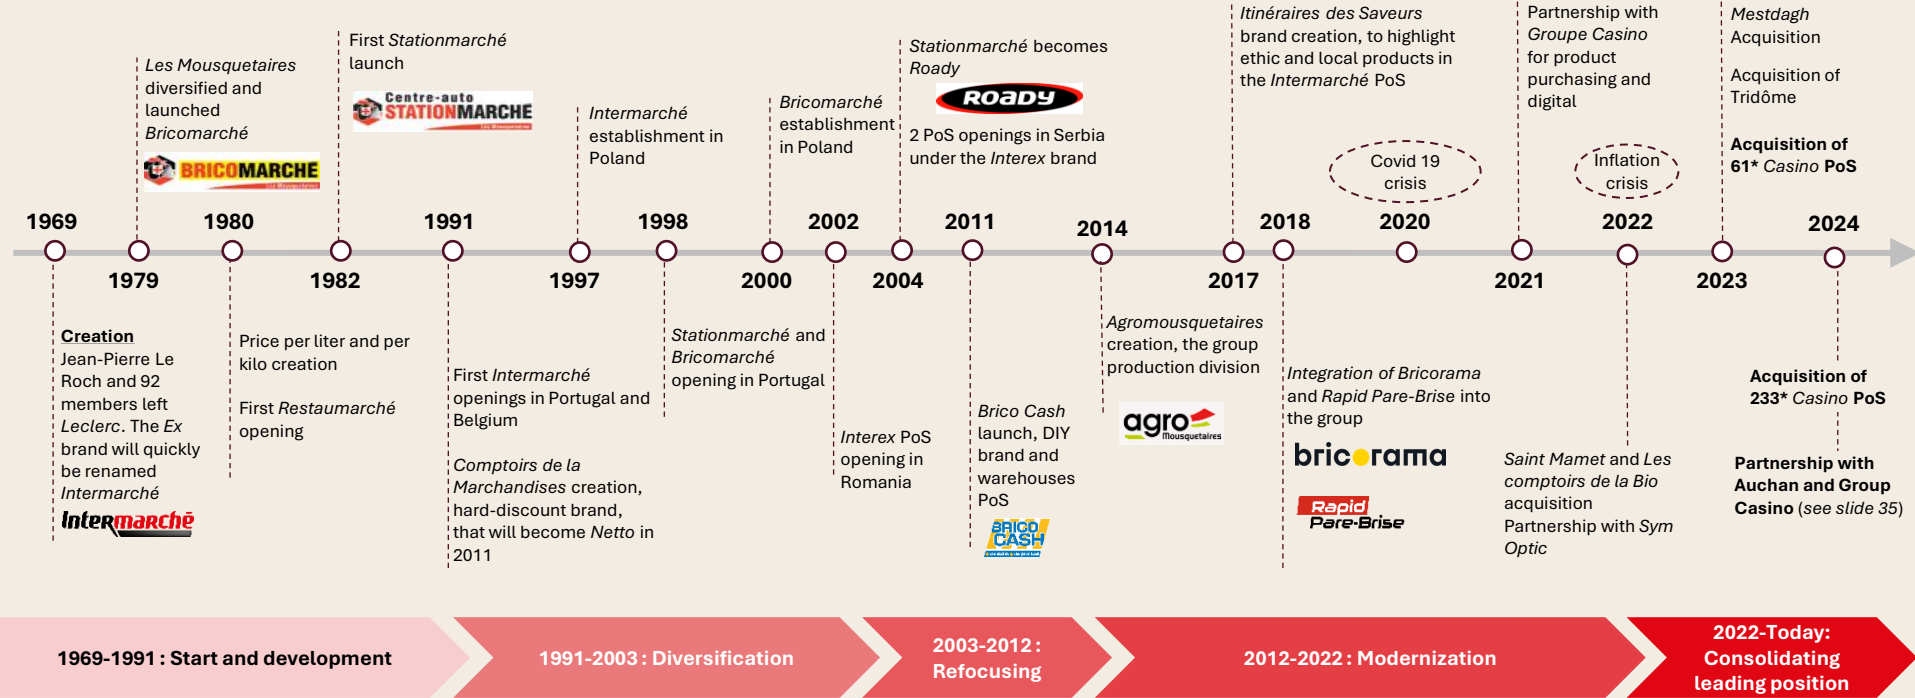 Les Mousquetaires
diversified and
launched
Bricomarché
BRICOMARCHE
Les Mousquetaires
First Stationmarché
launch
Centre-auto
STATIONMARCHE
Les Mousquetaires
Intermarché
establishment in
Poland
Bricomarché
establishment
in Poland
Stationmarché becomes
Roady
ROADY
2 PoS openings in Serbia
under the Interex brand
Itinéraires des Saveurs
brand creation, to highlight
ethic and local products in
the Intermarché PoS
Covid 19
crisis
Partnership with
Groupe Casino
for product
purchasing and
digital
Inflation
crisis
Mestdagh
Acquisition
Acquisition of
Tridôme
Acquisition of
61* Casino PoS
1969
1980
1991
1998
2002
2011
2014
2018
2020
2022
2024
1979
1982
1997
2000
2004
2017
2021
2023
Creation
Jean-Pierre Le
Roch and 92
members left
Leclerc. The Ex
brand will quickly
be renamed
Intermarché
Intermarché
Price per liter and per
kilo creation
First Restaumarché
opening
First Intermarché
openings in Portugal and
Belgium
Comptoirs de la
Marchandises creation,
hard-discount brand,
that will become Netto in
2011
Stationmarché and
Bricomarché
opening in Portugal
Interex PoS
opening in
Romania
Brico Cash
launch, DIY
brand and
warehouses
PoS
BRICO
CASH
Agromousquetaires
creation, the group
production division
agro
Mousquetaires
Integration of Bricorama
and Rapid Pare-Brise into
the group
bricorama
Rapid
Pare-Brise
Saint Mamet and Les
comptoirs de la Bio
acquisition
Partnership with Sym
Optic
Acquisition of
233* Casino PoS
Partnership with
Auchan and Group
Casino (see slide 35)
1969-1991 : Start and development
1991-2003 : Diversification
2003-2012 :
Refocusing
2012-2022 : Modernization
2022-Today:
Consolidating
leading position